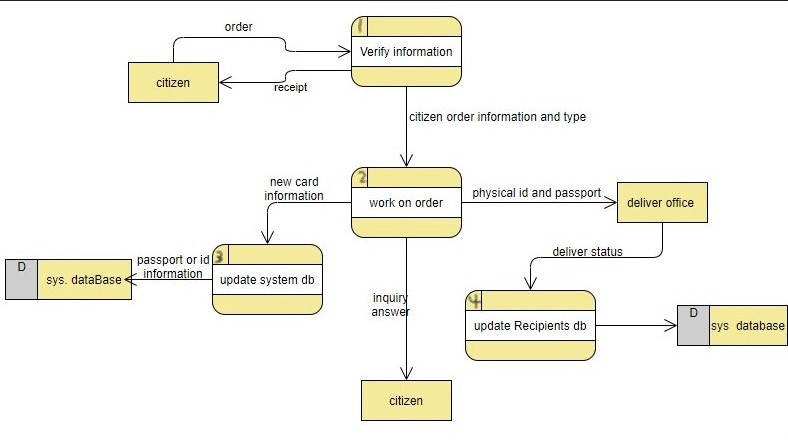 order
1
Verify information
citizen
receipt
citizen order information and type
2
work on order
new card
information
physical id and passport
deliver office
deliver status
D
sys. dataBase
passport or id
information
3
update system db
inquiry
answer
4
update Recipients db
D
sys database
citizen